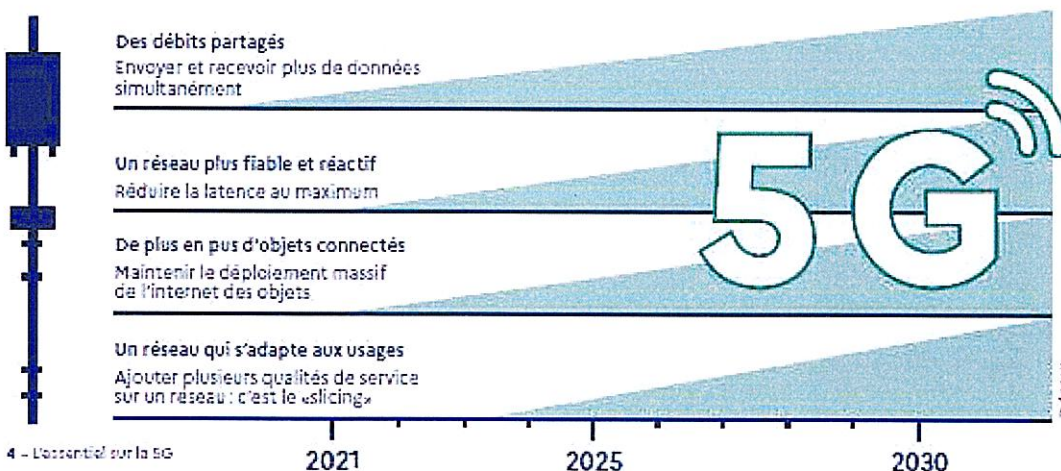 Des débits partagés
Envoyer et recevoir plus de données
simultanément
Un réseau plus fiable et réactif
Réduire la latence au maximum
De plus en pus d'objets connectés
Maintenir le déploiement massif
de l'internet des objets
Un réseau qui s'adapte aux usages
Ajouter plusieurs qualités de service
sur un réseau : c'est le «slicing»
5G
2021
2025
2030
4 – L'essentiel sur la 5G